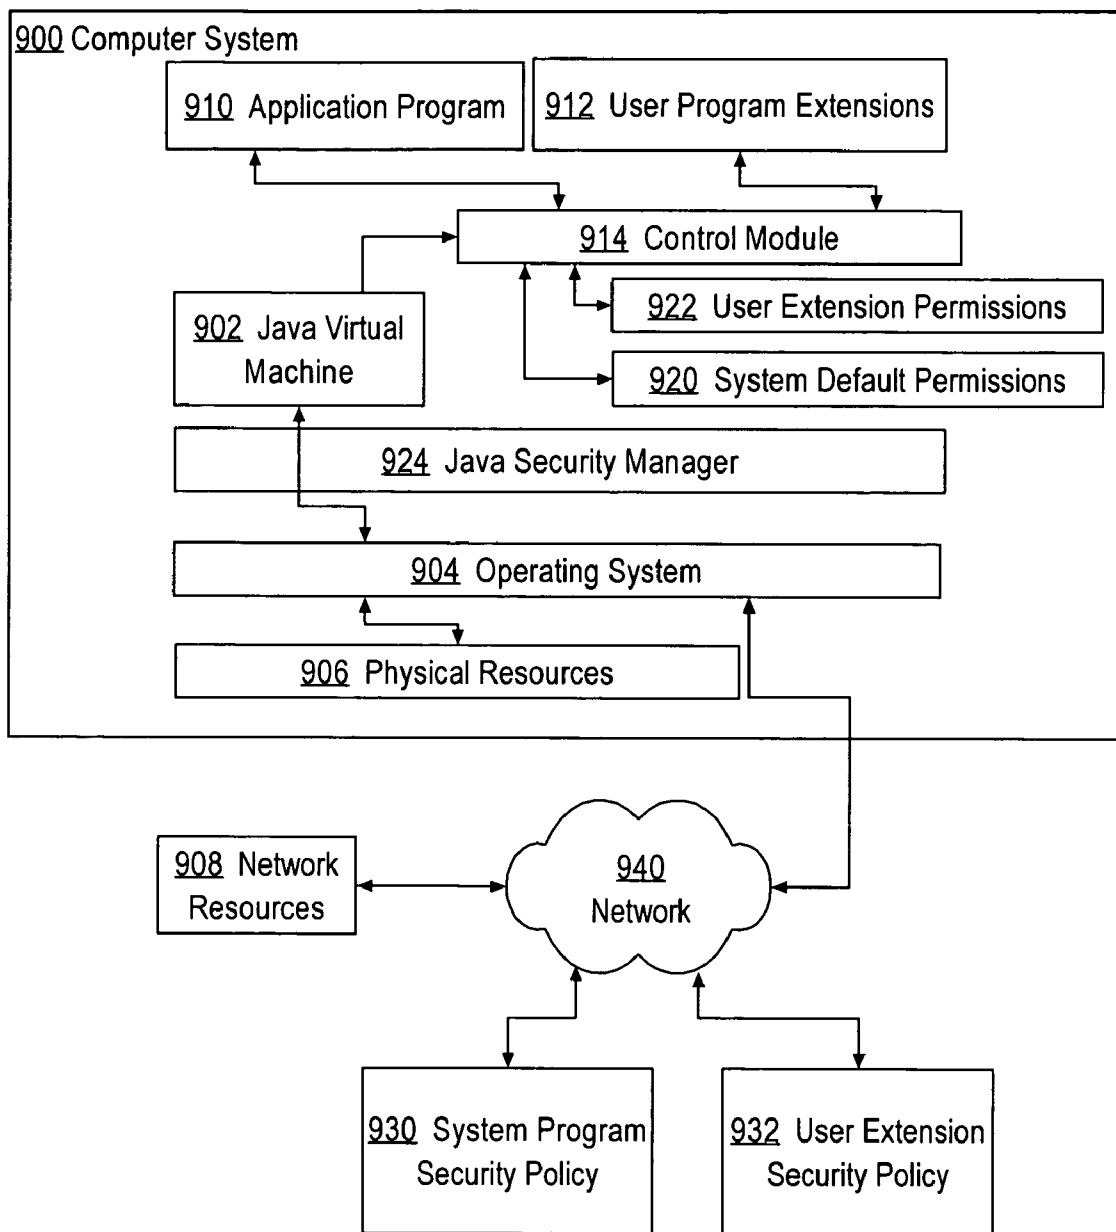 900 Computer System
910 Application Program
912 User Program Extensions
914 Control Module
922 User Extension Permissions
902 Java Virtual
Machine
920 System Default Permissions
924 Java Security Manager
904 Operating System
906 Physical Resources
908 Network
Resources
940
Network
930 System Program
Security Policy
932 User Extension
Security Policy